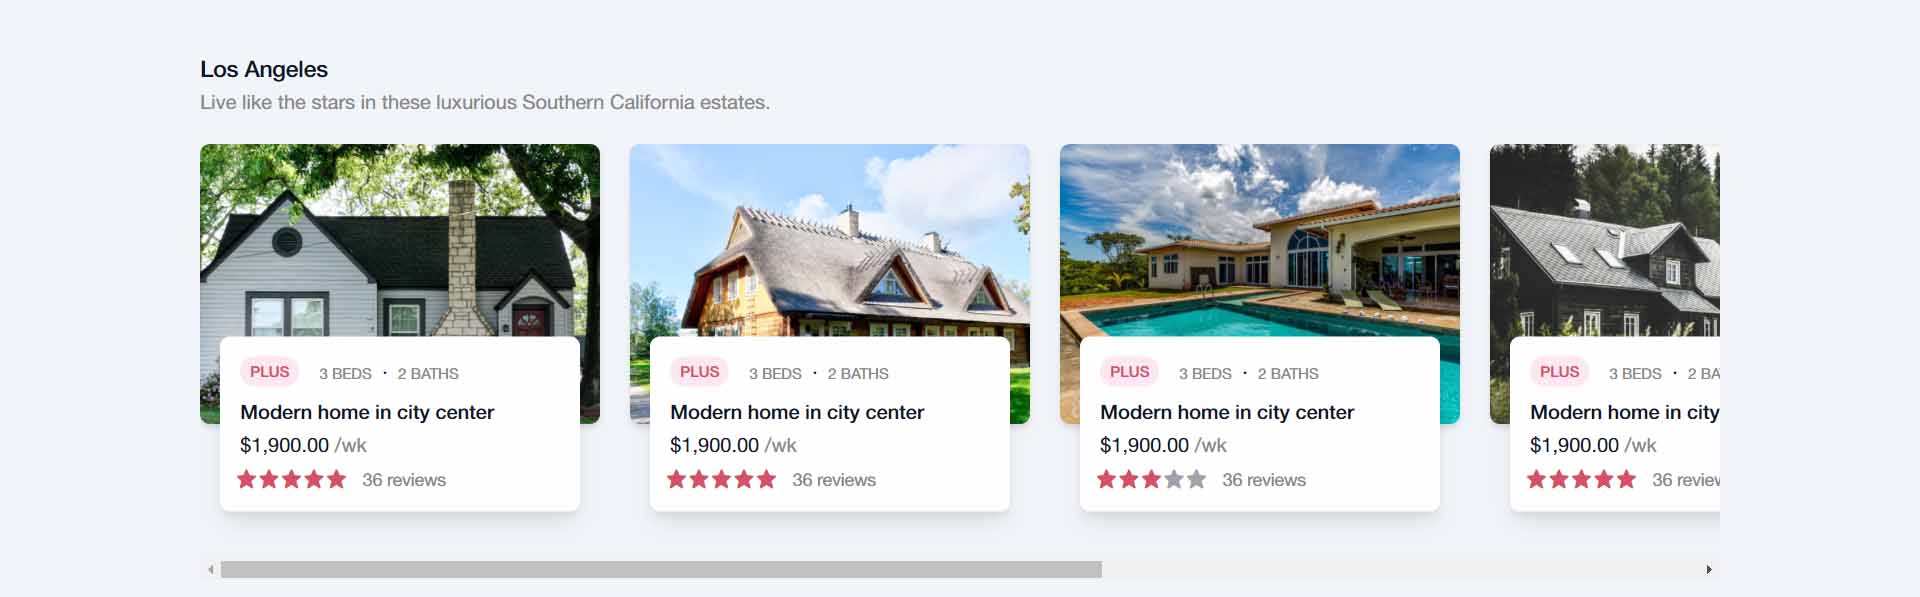 Los Angeles
Live like the stars in these luxurious Southern California estates.
PLUS 3 BEDS · 2 BATHS
Modern home in city center
$1,900.00 /wk
36 reviews
PLUS 3 BEDS · 2 BATHS
Modern home in city center
$1,900.00 /wk
36 reviews
PLUS 3 BEDS · 2 BATHS
Modern home in city center
$1,900.00 /wk
36 reviews
PLUS 3 BEDS · 2 BA
Modern home in city
$1,900.00 /wk
36 review